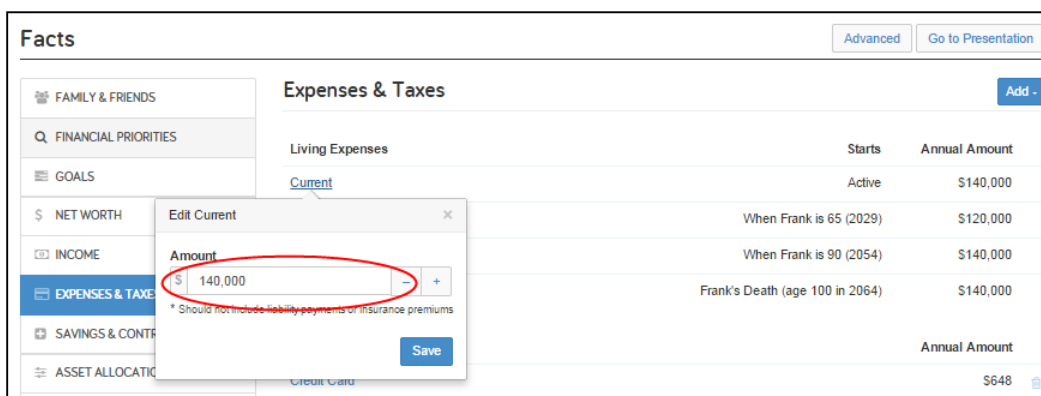 Facts
Advanced
Go to Presentation
FAMILY & FRIENDS
FINANCIAL PRIORITIES
GOALS
$ NET WORTH
INCOME
EXPENSES & TAXE
SAVINGS & CONTR
ASSET ALLOCATIO
Expenses & Taxes
Add -
Living Expenses Starts Annual Amount
Current Active $140,000
When Frank is 65 (2029) $120,000
When Frank is 90 (2054) $140,000
Frank's Death (age 100 in 2064) $140,000
Annual Amount
Credit Card $648
Edit Current ×
Amount
$ 140,000 – +
* Should not include liability payments or insurance premiums
Save